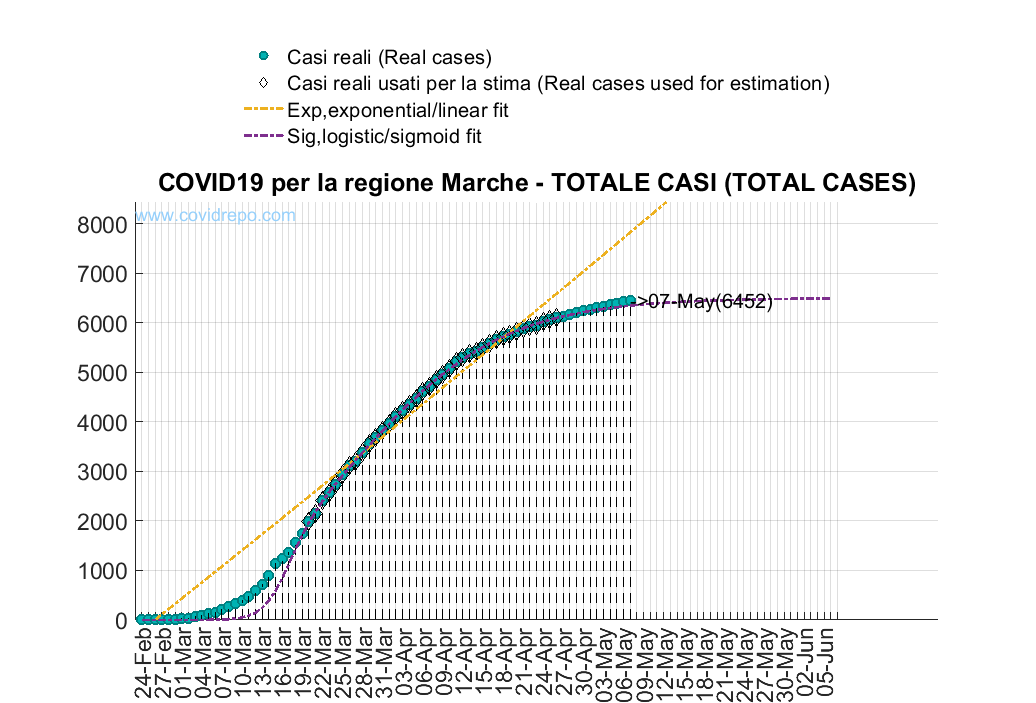 Casi reali (Real cases)
Casi reali usati per la stima (Real cases used for estimation)
Exp,exponential/linear fit
Sig,logistic/sigmoid fit
COVID19 per la regione Marche - TOTALE CASI (TOTAL CASES)
www.covidrepo.com
8000
7000
6000
5000
4000
3000
2000
1000
0
->07-May(6452)
24-Feb
27-Feb
01-Mar
04-Mar
07-Mar
10-Mar
13-Mar
16-Mar
19-Mar
22-Mar
25-Mar
28-Mar
31-Mar
03-Apr
06-Apr
09-Apr
12-Apr
15-Apr
18-Apr
21-Apr
24-Apr
27-Apr
30-Apr
03-May
06-May
09-May
12-May
15-May
18-May
21-May
24-May
27-May
30-May
02-Jun
05-Jun